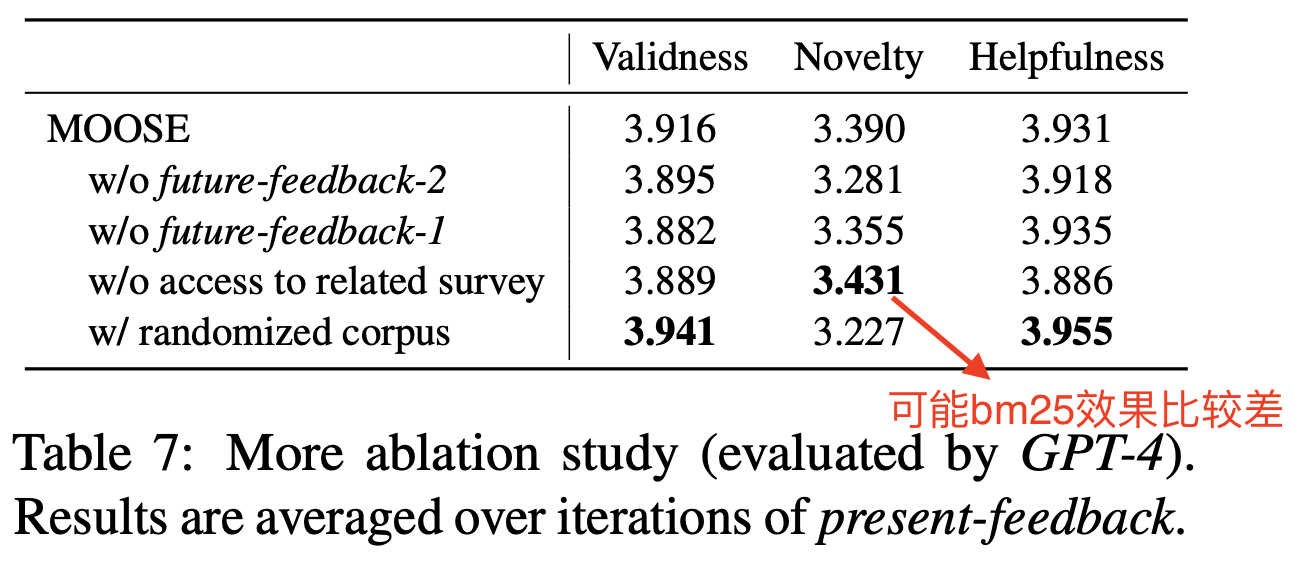 Validness Novelty Helpfulness
MOOSE 3.916 3.390 3.931
w/o future-feedback-2 3.895 3.281 3.918
w/o future-feedback-1 3.882 3.355 3.935
w/o access to related survey 3.889 3.431 3.886
w/ randomized corpus 3.941 3.227 3.955
可能bm25效果比较差
Table 7: More ablation study (evaluated by GPT-4).
Results are averaged over iterations of present-feedback.